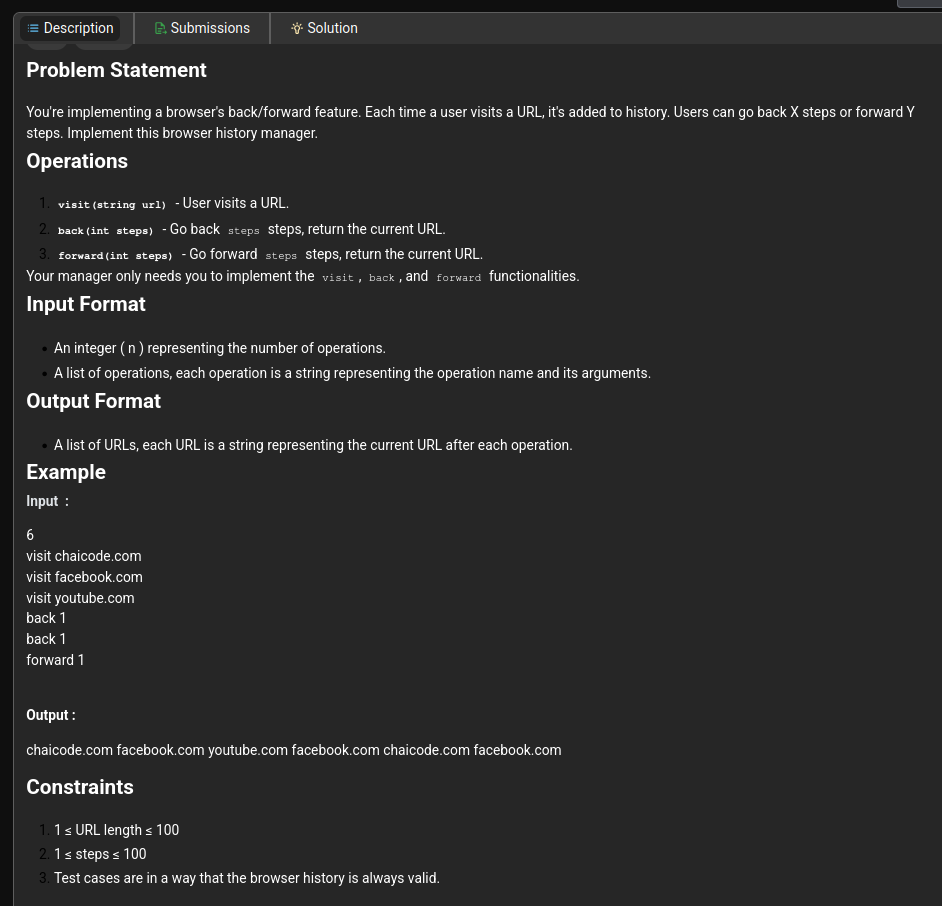 Description
Submissions
Solution
Problem Statement
You're implementing a browser's back/forward feature. Each time a user visits a URL, it's added to history. Users can go back X steps or forward Y
steps. Implement this browser history manager.
Operations
1. visit(string url) - User visits a URL.
2. back(int steps) - Go back steps steps, return the current URL.
3. forward(int steps) - Go forward steps steps, return the current URL.
Your manager only needs you to implement the visit, back, and forward functionalities.
Input Format
• An integer ( n ) representing the number of operations.
• A list of operations, each operation is a string representing the operation name and its arguments.
Output Format
• A list of URLs, each URL is a string representing the current URL after each operation.
Example
Input :
6
visit chaicode.com
visit facebook.com
visit youtube.com
back 1
back 1
forward 1
Output :
chaicode.com facebook.com youtube.com facebook.com chaicode.com facebook.com
Constraints
1. 1 ≤ URL length ≤ 100
2. 1 ≤ steps ≤ 100
3. Test cases are in a way that the browser history is always valid.